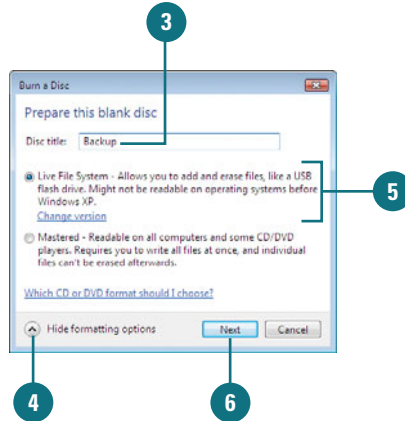 3
Burn a Disc
Prepare this blank disc
Disc title: Backup
Live File System - Allows you to add and erase files, like a USB
flash drive. Might not be readable on operating systems before
Windows XP.
Change version
5
Mastered - Readable on all computers and some CD/DVD
players. Requires you to write all files at once, and individual
files can't be erased afterwards.
Which CD or DVD format should I choose?
Hide formatting options Next Cancel
4 6